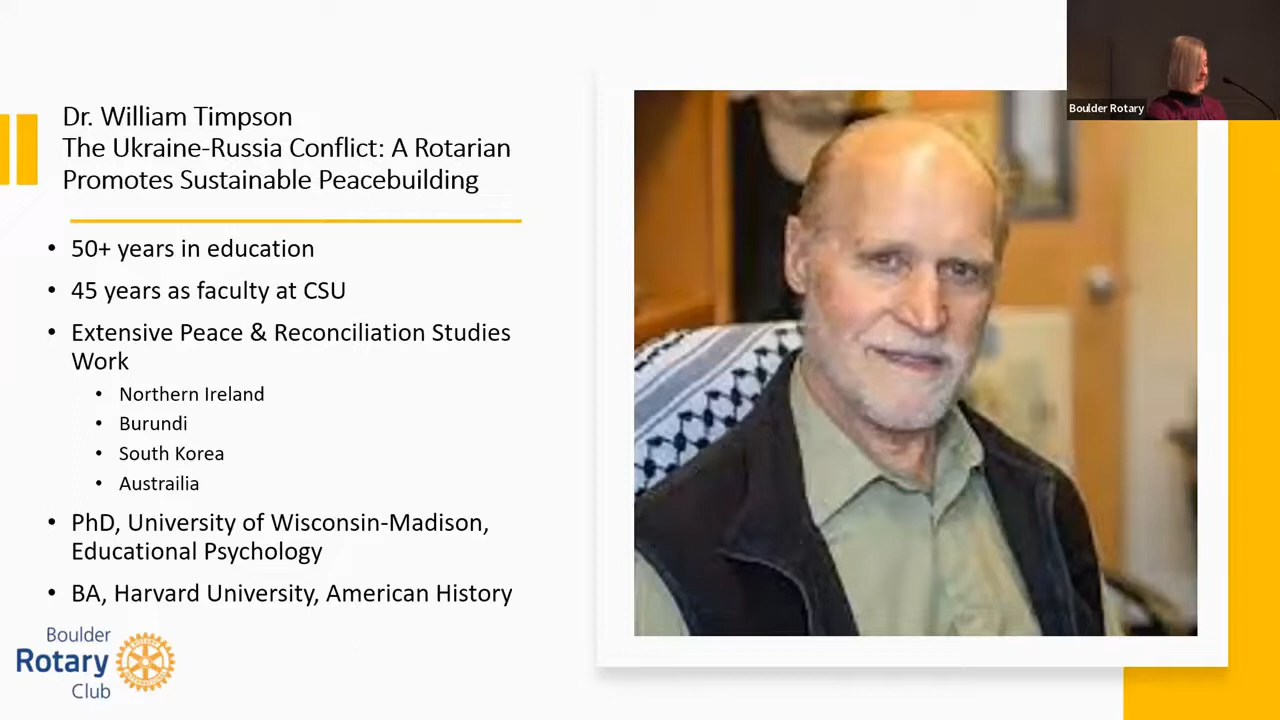 Dr. William Timpson
The Ukraine-Russia Conflict: A Rotarian
Promotes Sustainable Peacebuilding
• 50+ years in education
• 45 years as faculty at CSU
• Extensive Peace & Reconciliation Studies
Work
• Northern Ireland
• Burundi
• South Korea
• Austrailia
• PhD, University of Wisconsin-Madison,
Educational Psychology
• BA, Harvard University, American History
Boulder
Rotary
Club
Boulder Rotary